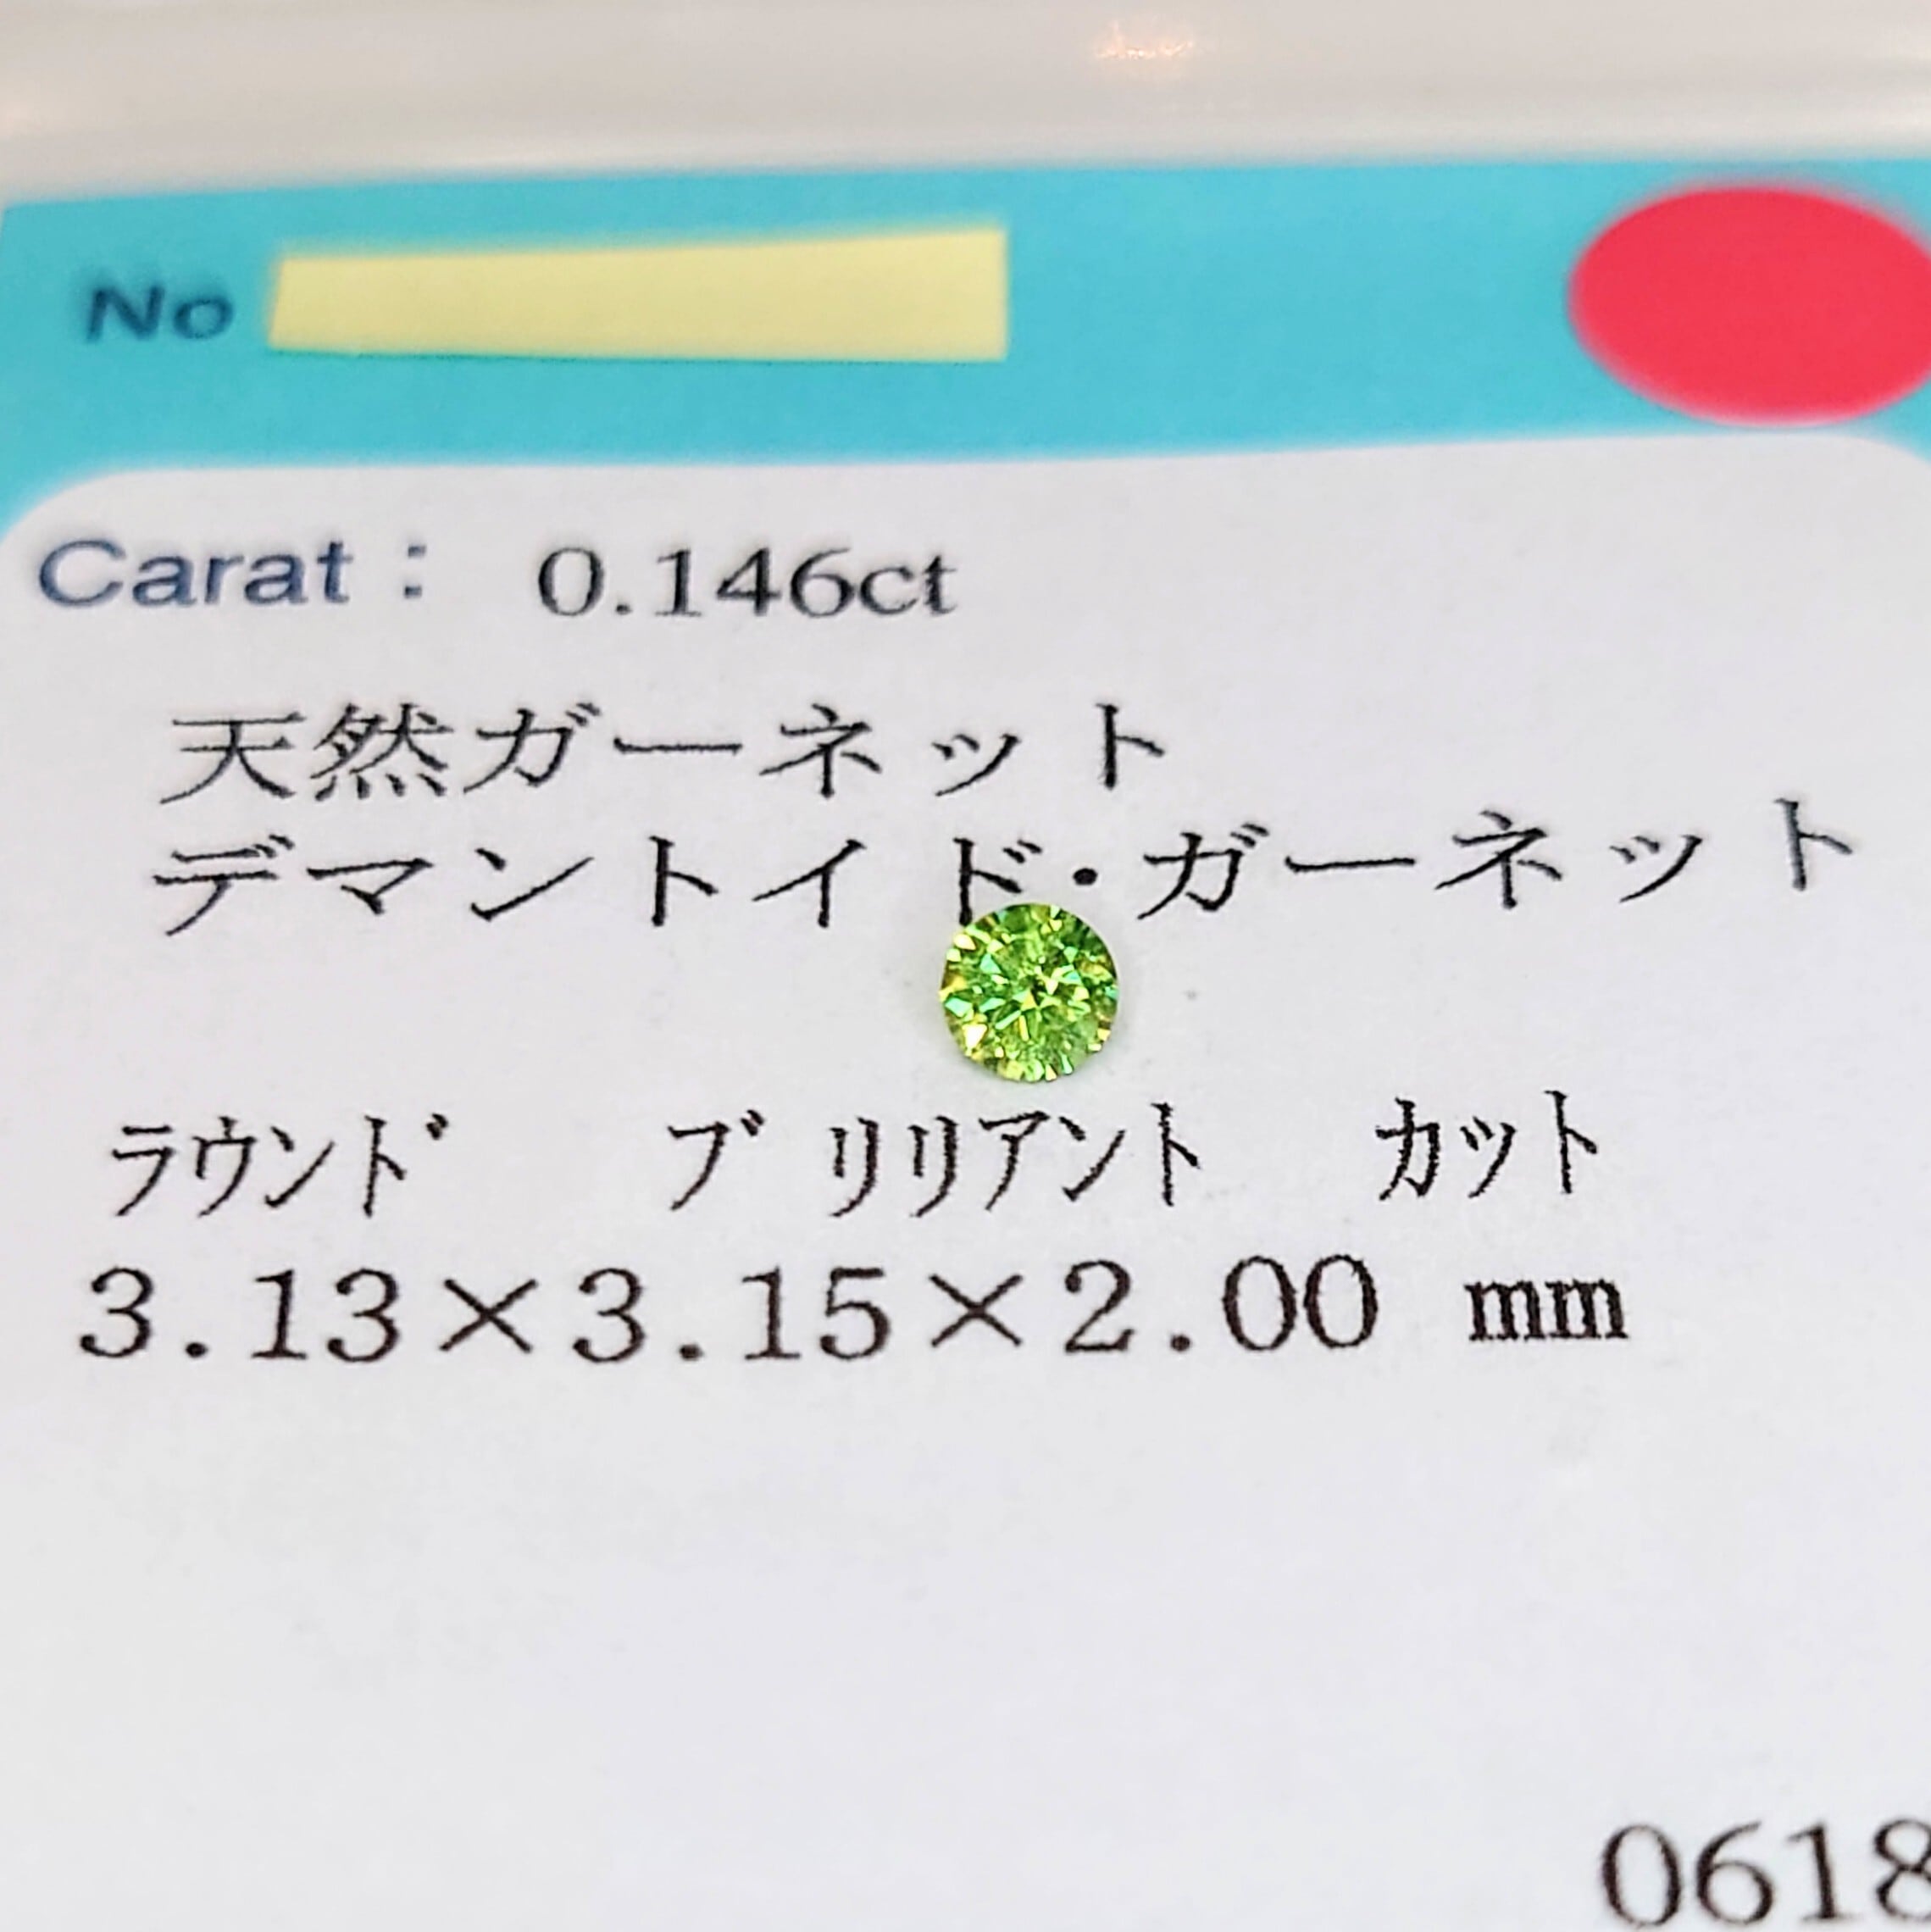 No
Carat： 0.146ct
天然ガーネット
デマントイド・ガーネット
ﾗｳﾝﾄﾞ ﾌﾞﾘﾘｱﾝﾄ ｶｯﾄ
3.13×3.15×2.00 mm
0618